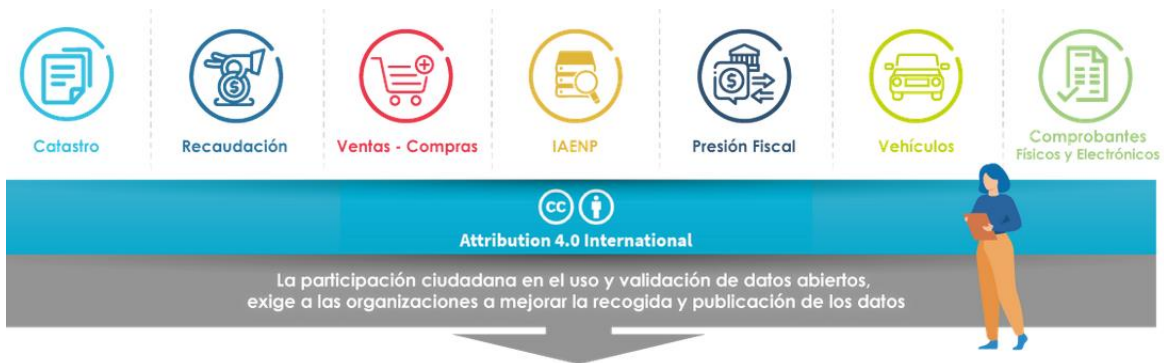 Catastro
Recaudación
Ventas - Compras
IAENP
Presión Fiscal
Vehículos
Comprobantes
Físicos y Electrónicos
cc
Attribution 4.0 International
La participación ciudadana en el uso y validación de datos abiertos,
exige a las organizaciones a mejorar la recogida y publicación de los datos